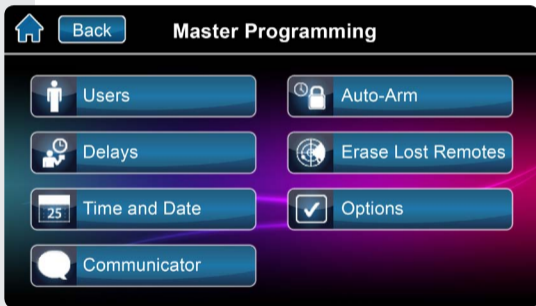 Back
Master Programming
Users
Auto-Arm
Delays
Erase Lost Remotes
25
Time and Date
Options
Communicator